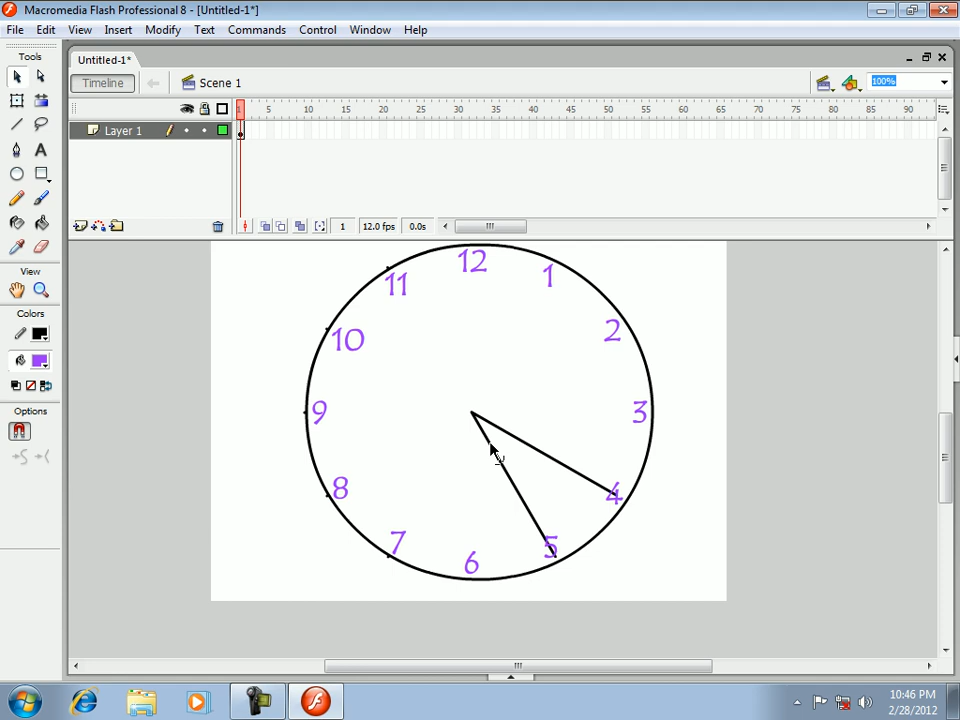 Macromedia Flash Professional 8 - [Untitled-1*]
File Edit View Insert Modify Text Commands Control Window Help
Tools
Untitled-1*
Timeline
Scene 1
100%
1 5 10 15 20 25 30 35 40 45 50 55 60 65 70 75 80 85 90
Layer 1
1 12.0 fps 0.0s
View
Colors
Options
12
1
11
2
10
3
9
4
8
5
7
6
10:46 PM
2/28/2012